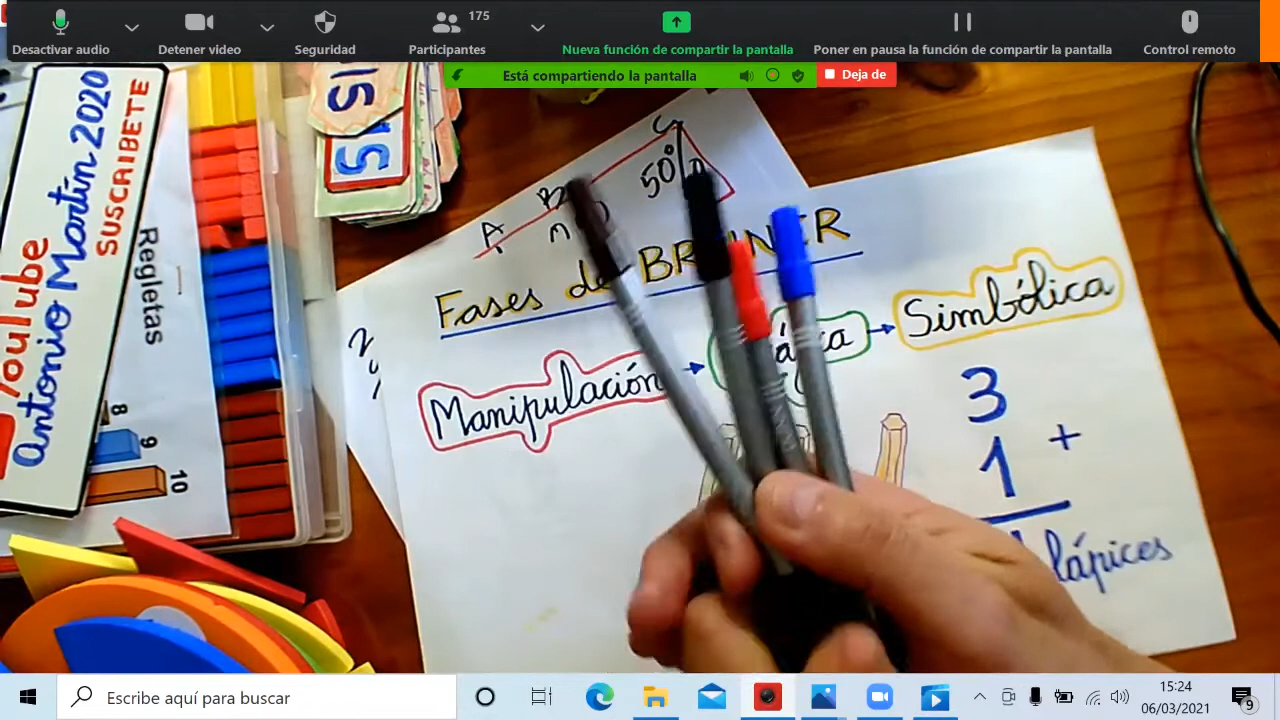 175
Desactivar audio
Detener video
Seguridad
Participantes
Nueva función de compartir la pantalla
Poner en pausa la función de compartir la pantalla
Control remoto
Está compartiendo la pantalla
Deja de
YouTube
Antonio Martín 2020
SUSCRIBETE
Regletas
8
9
10
A
50%
Fases de
Manipulación
Simbólica
3
1 +
lápices
Escribe aquí para buscar
15:24
06/03/2021
9